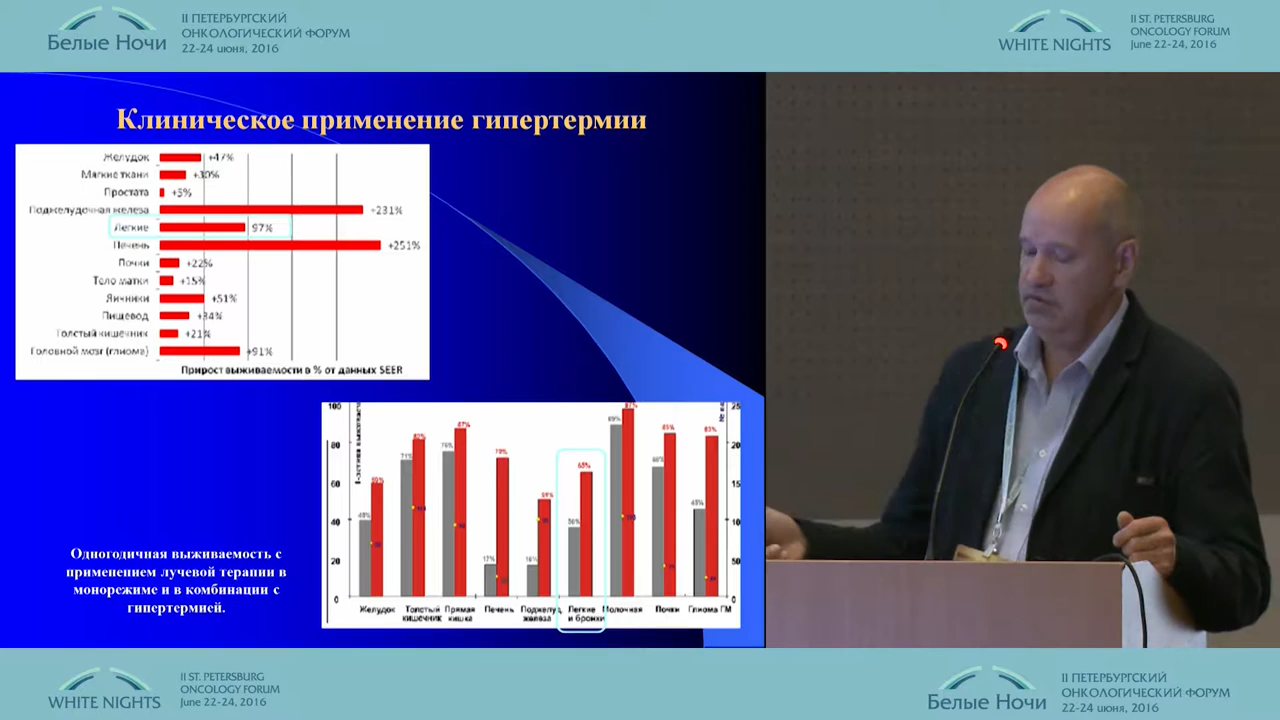 Белые Ночи
II ПЕТЕРБУРГСКИЙ
ОНКОЛОГИЧЕСКИЙ ФОРУМ
22-24 июня, 2016
WHITE NIGHTS
II ST. PETERSBURG
ONCOLOGY FORUM
June 22-24, 2016
Клиническое применение гипертермии
Желудок +47%
Мягкие ткани +30%
Простата +5%
Поджелудочная железа +231%
Легкие 97%
Печень +251%
Почки +22%
Тело матки +15%
Яичники +51%
Пищевод +34%
Толстый кишечник +21%
Головной мозг (глиома) +91%
Прирост выживаемости в % от данных SEER
100
80
60
40
20
0
25
20
15
10
50
0
71%
17%
16%
Желудок
Толстый кишечник
Прямая кишка
Печень
Поджелуд. железа
Легкие и бронхи
Молочная
Почки
Глиома ГМ
Одногодичная выживаемость с
применением лучевой терапии в
монорежиме и в комбинации с
гипертермией.
WHITE NIGHTS
II ST. PETERSBURG
ONCOLOGY FORUM
June 22-24, 2016
Белые Ночи
II ПЕТЕРБУРГСКИЙ
ОНКОЛОГИЧЕСКИЙ ФОРУМ
22-24 июня, 2016